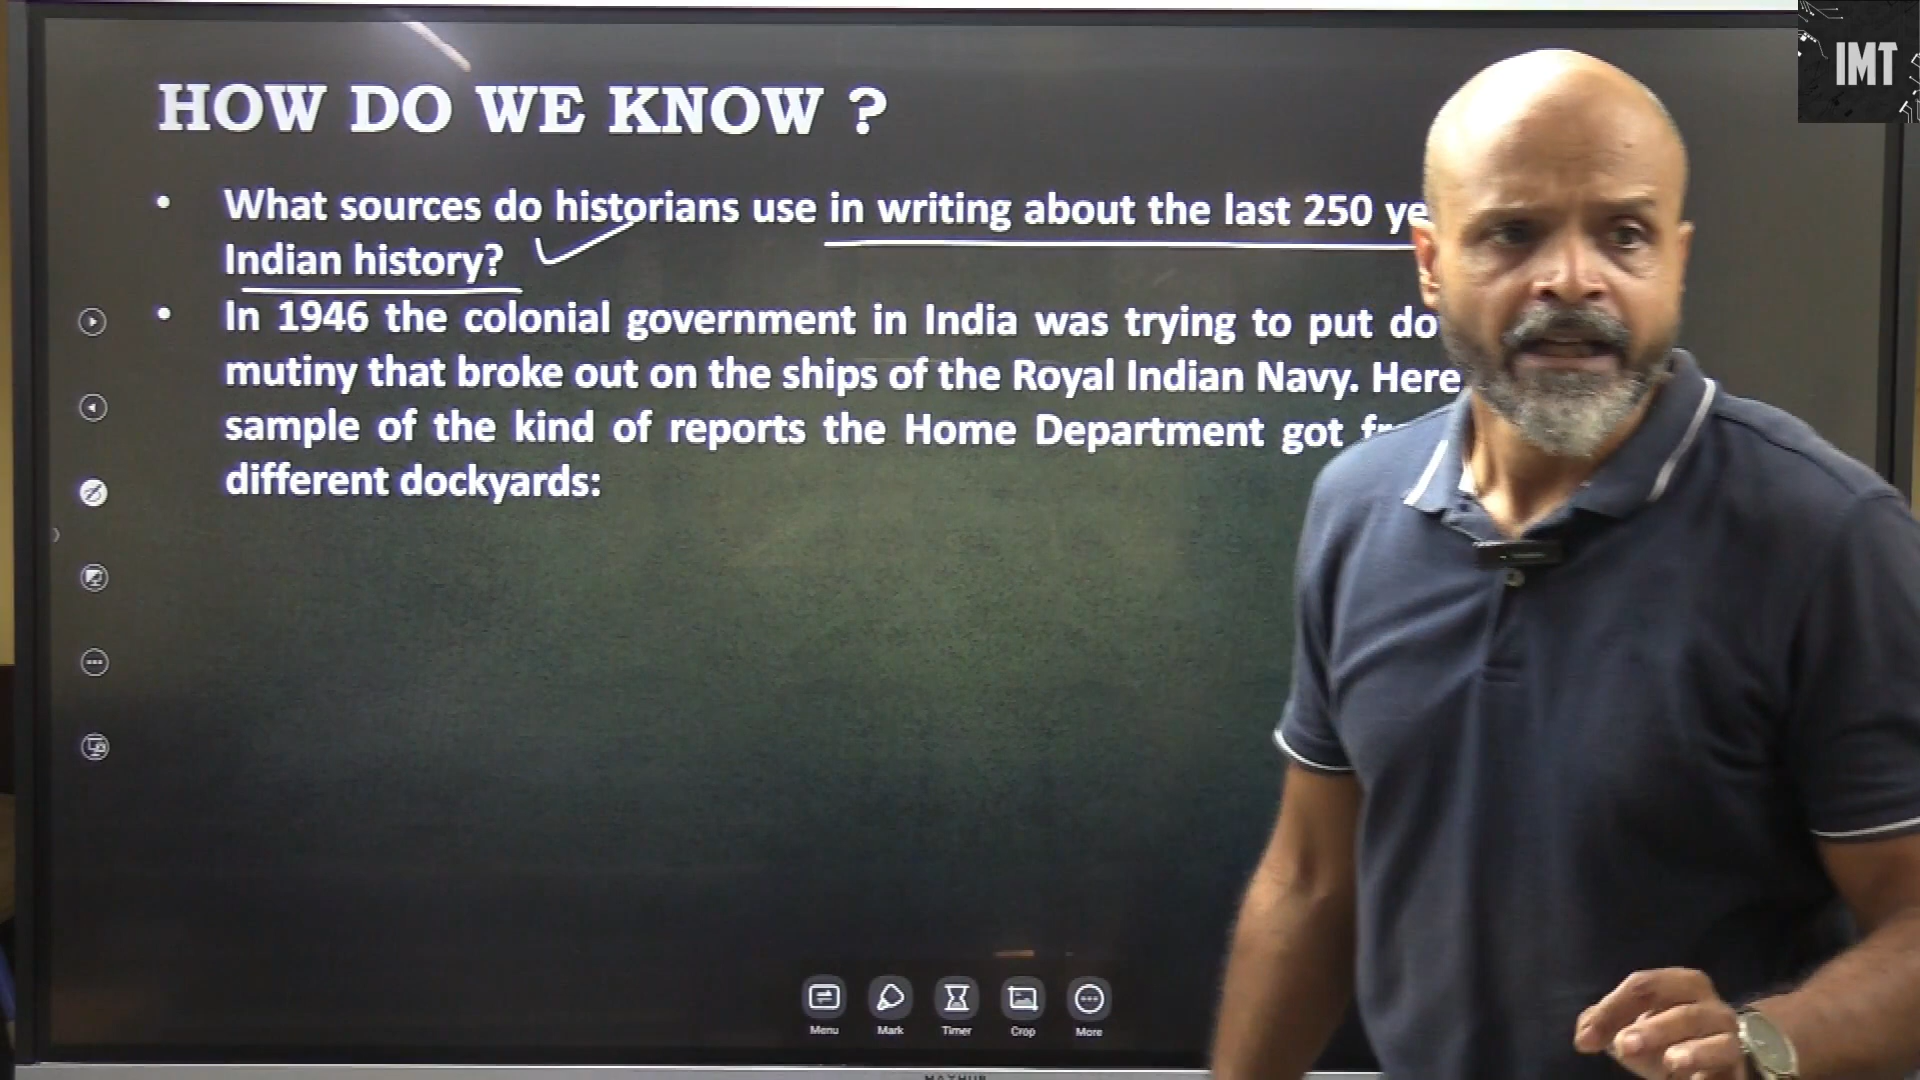 IMT
HOW DO WE KNOW ?
• What sources do historians use in writing about the last 250
Indian history?
• In 1946 the colonial government in India was trying to put
mutiny that broke out on the ships of the Royal Indian Navy. Here
sample of the kind of reports the Home Department got
different dockyards:
Menu Mark Timer Crop More